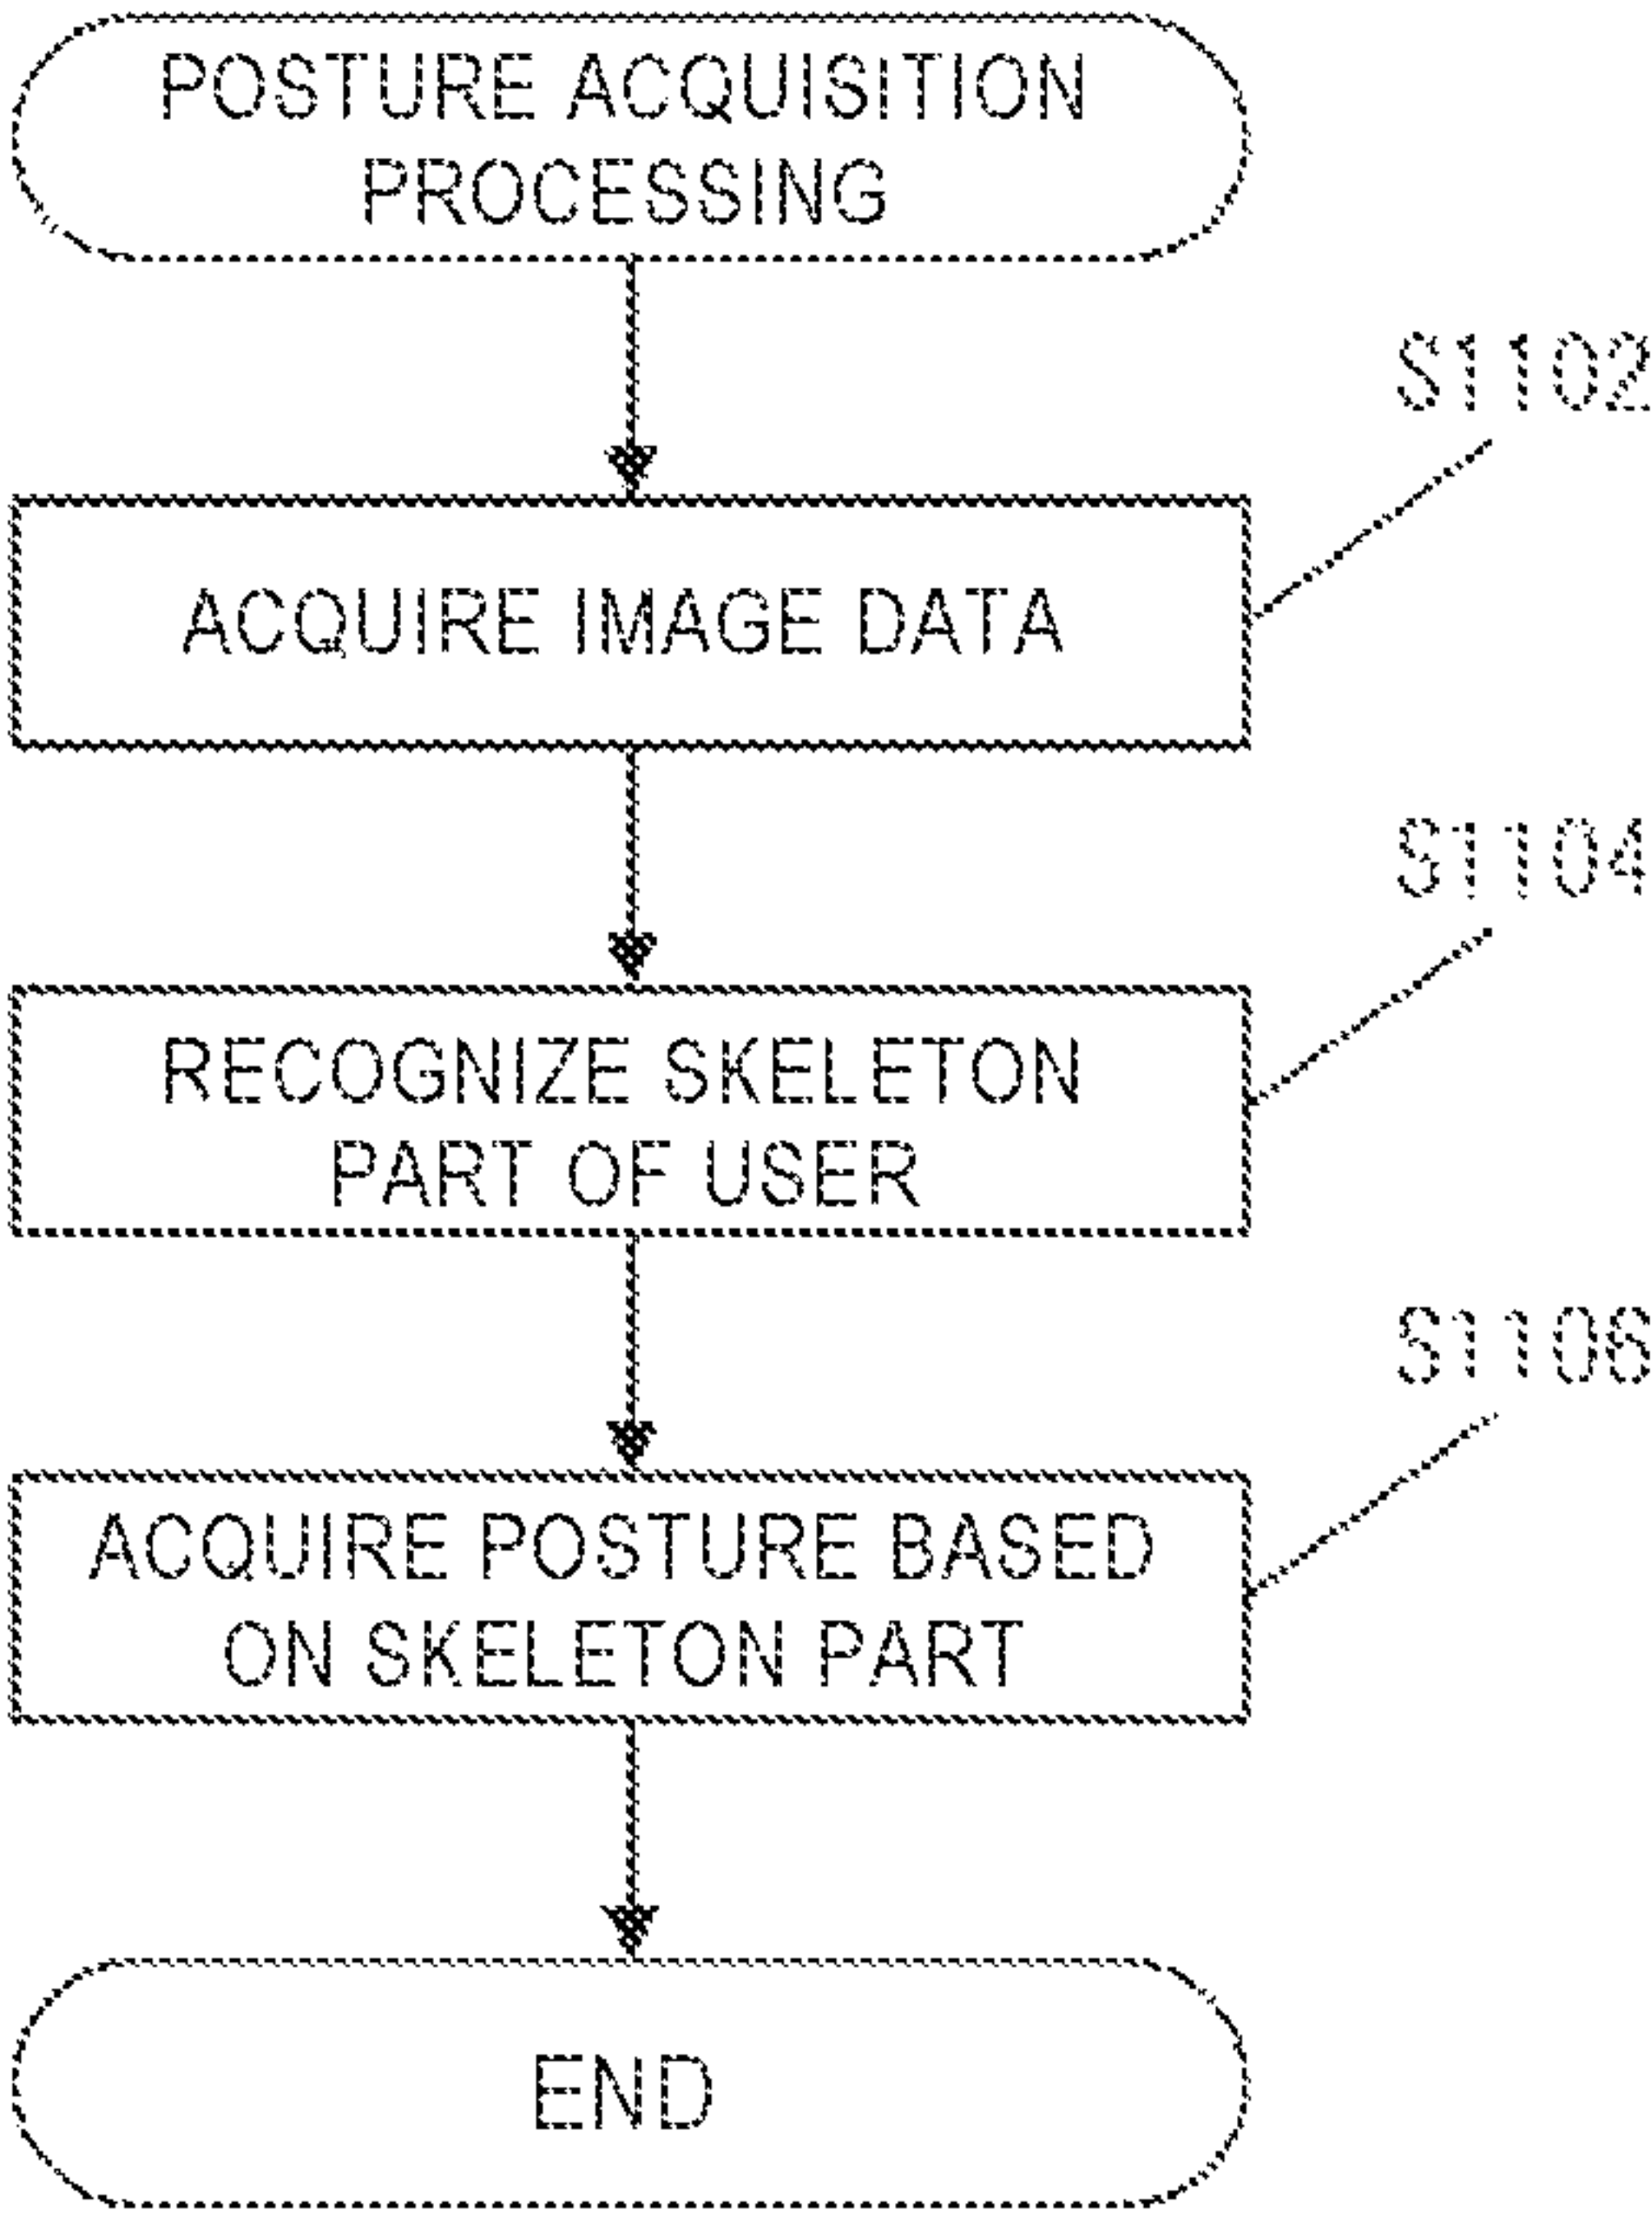 POSTURE ACQUISITION
PROCESSING
S1102
ACQUIRE IMAGE DATA
S1104
RECOGNIZE SKELETON
PART OF USER
S1106
ACQUIRE POSTURE BASED
ON SKELETON PART
END